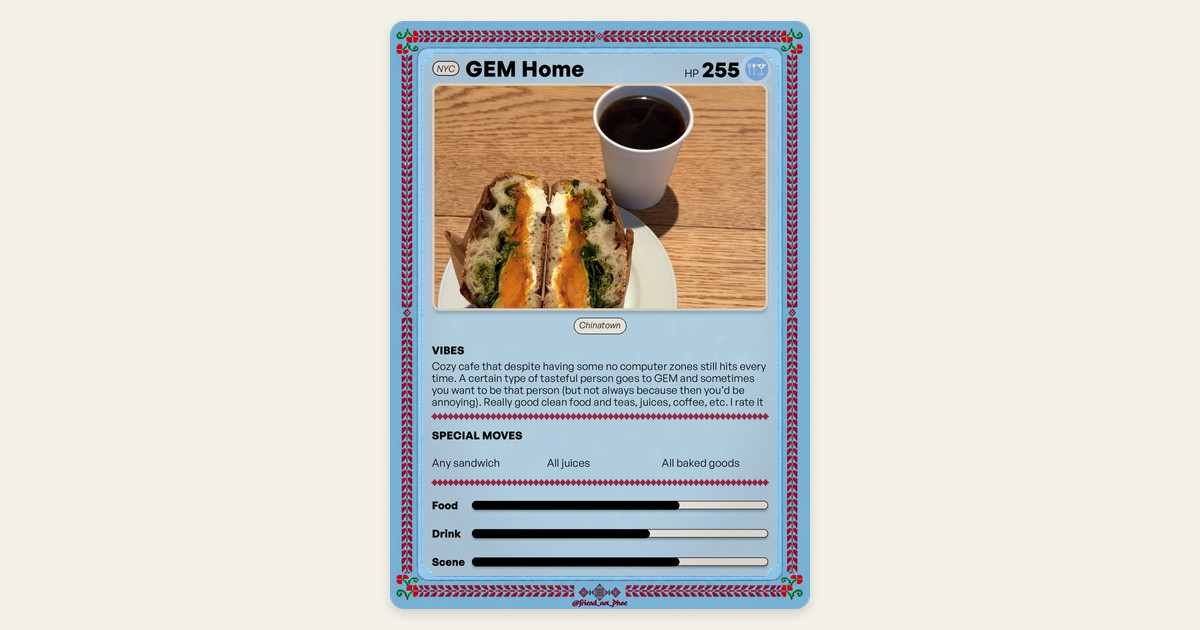 NYC GEM Home HP 255
Chinatown
VIBES
Cozy cafe that despite having some no computer zones still hits every
time. A certain type of tasteful person goes to GEM and sometimes
you want to be that person (but not always because then you'd be
annoying). Really good clean food and teas, juices, coffee, etc. I rate it
SPECIAL MOVES
Any sandwich All juices All baked goods
Food
Drink
Scene
@friend_not_phoe